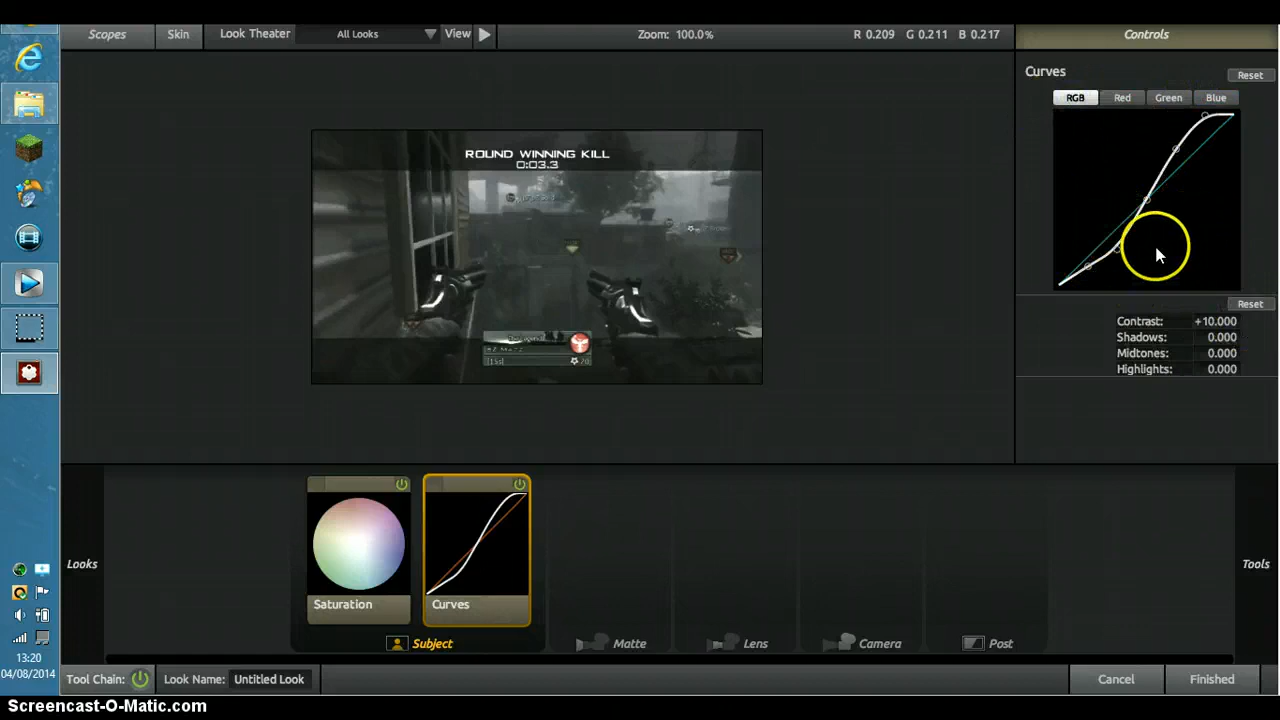 Scopes Skin Look Theater All Looks View Zoom: 100.0% R 0.209 G 0.211 B 0.217 Controls
Curves Reset
RGB Red Green Blue
ROUND WINNING KILL
0:03.3
Reset
Contrast: +10.000
Shadows: 0.000
Midtones: 0.000
Highlights: 0.000
Saturation Curves
Looks Tools
Subject Matte Lens Camera Post
13:20
04/08/2014
Tool Chain: Look Name: Untitled Look Cancel Finished
Screencast-O-Matic.com